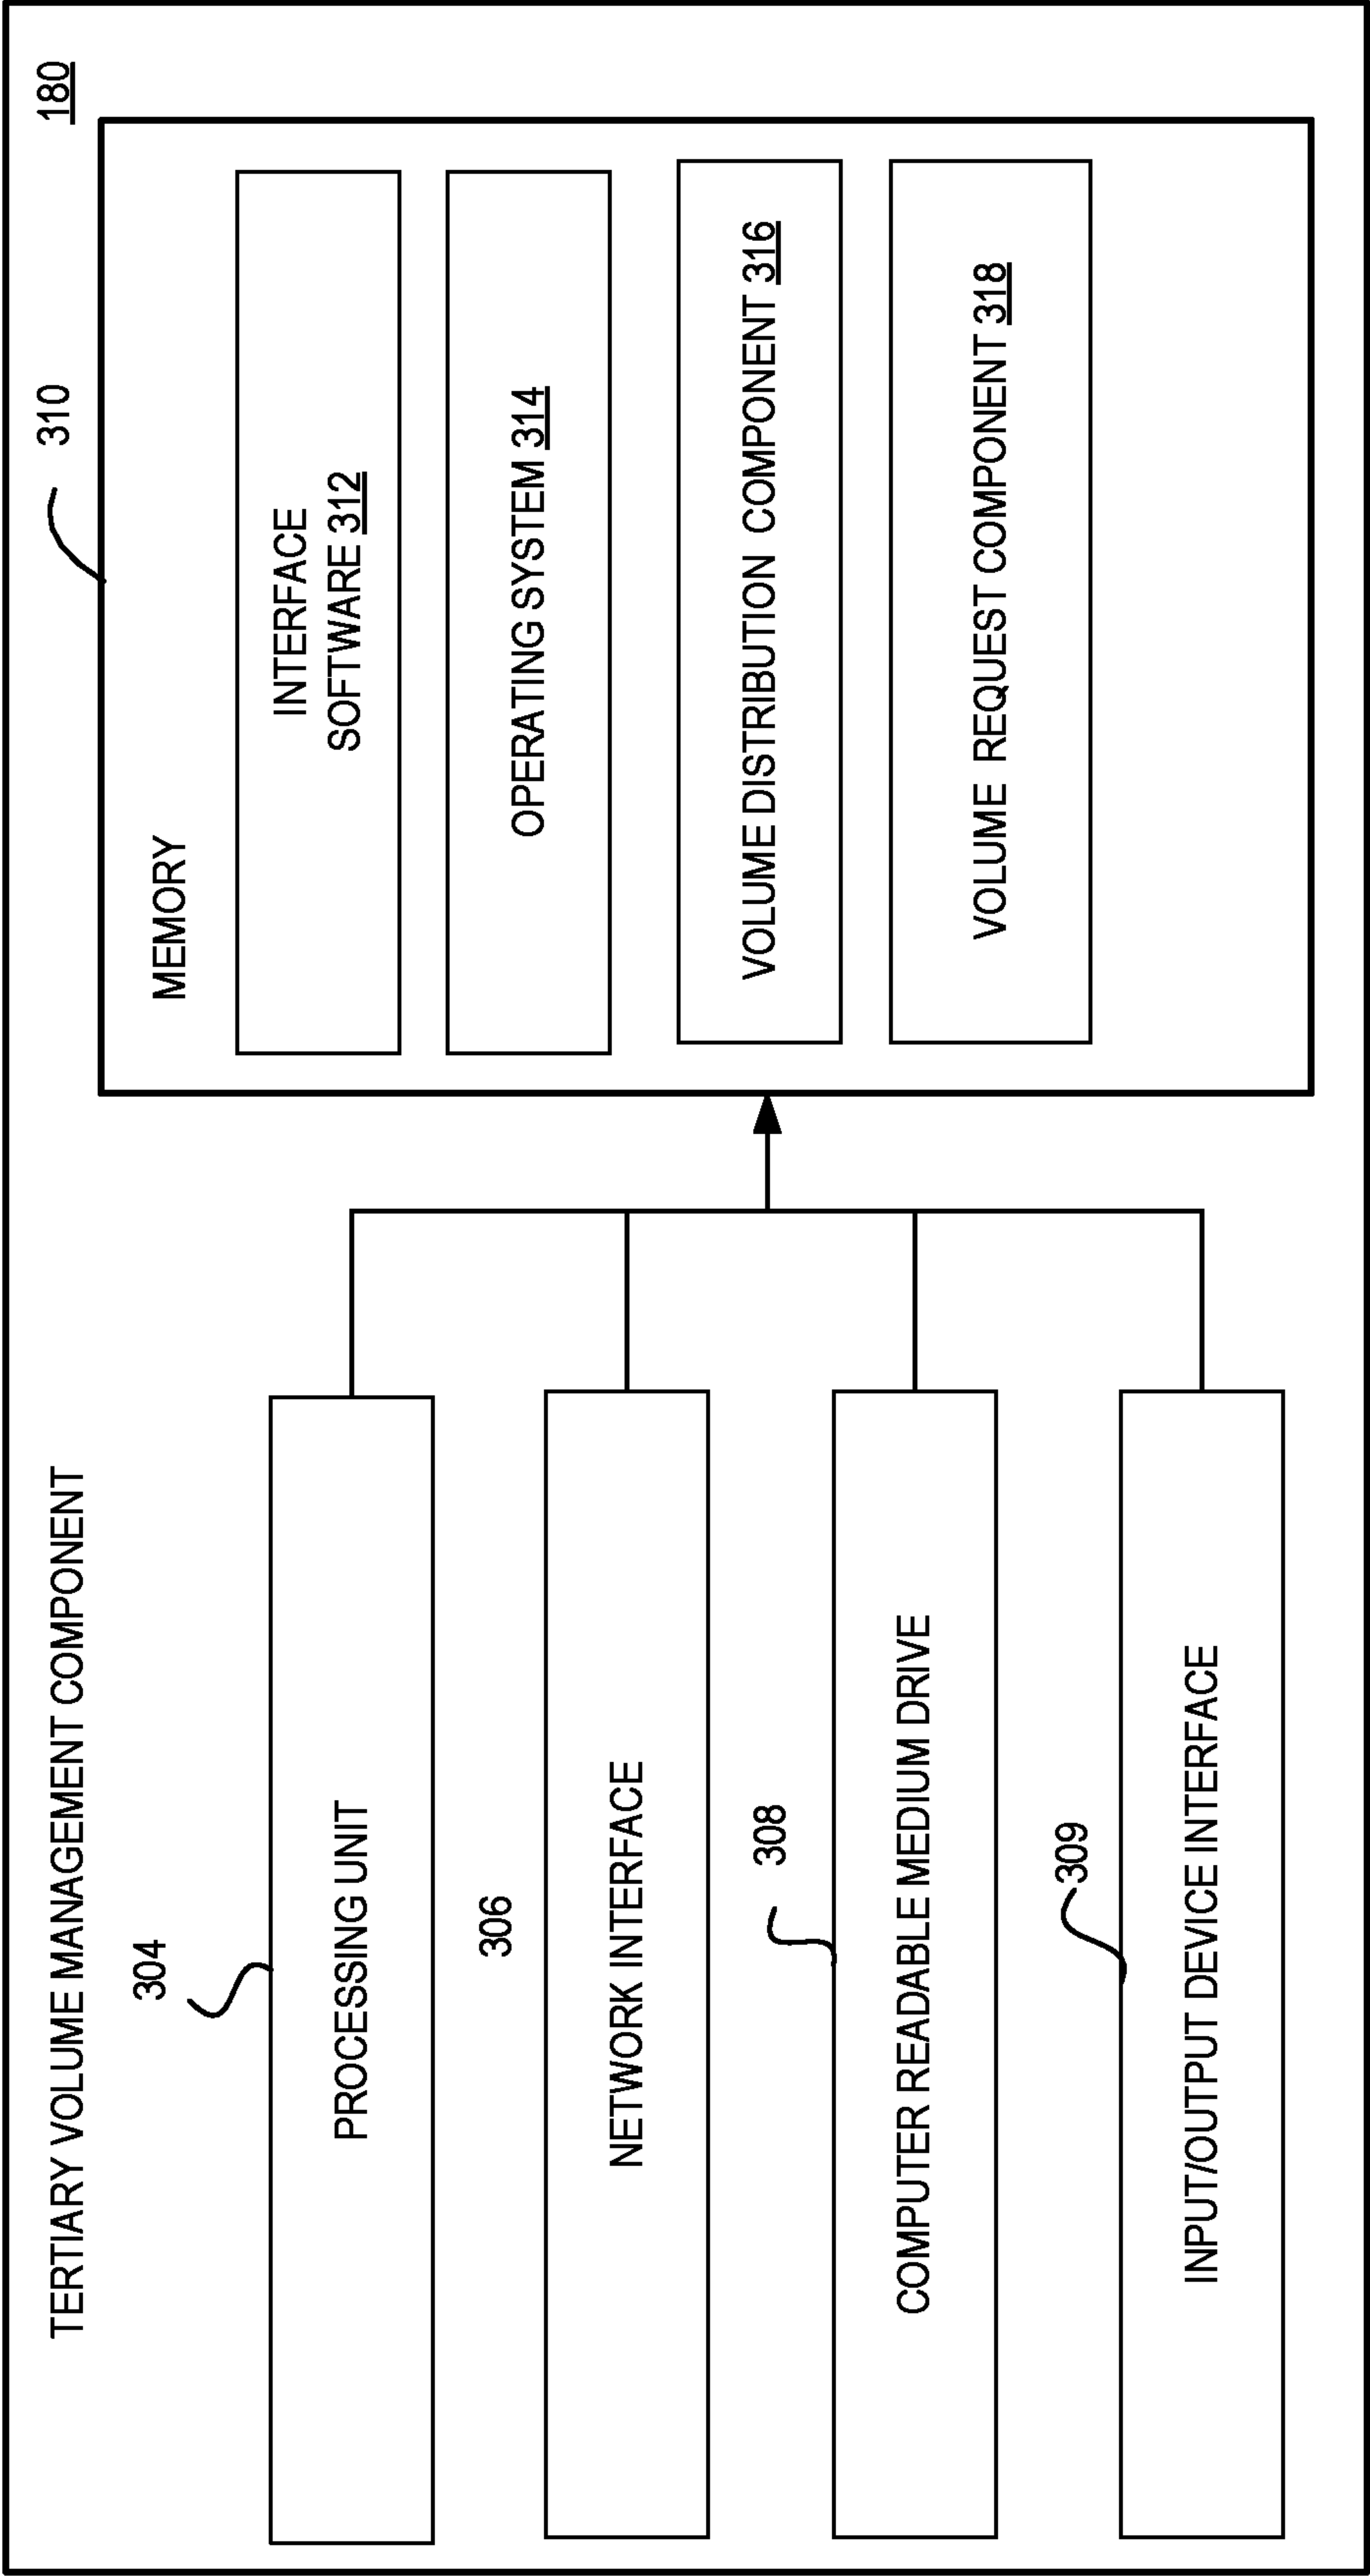 TERTIARY VOLUME MANAGEMENT COMPONENT
180
304
PROCESSING UNIT
306
NETWORK INTERFACE
308
COMPUTER READABLE MEDIUM DRIVE
309
INPUT/OUTPUT DEVICE INTERFACE
310
MEMORY
INTERFACE
SOFTWARE 312
OPERATING SYSTEM 314
VOLUME DISTRIBUTION COMPONENT 316
VOLUME REQUEST COMPONENT 318